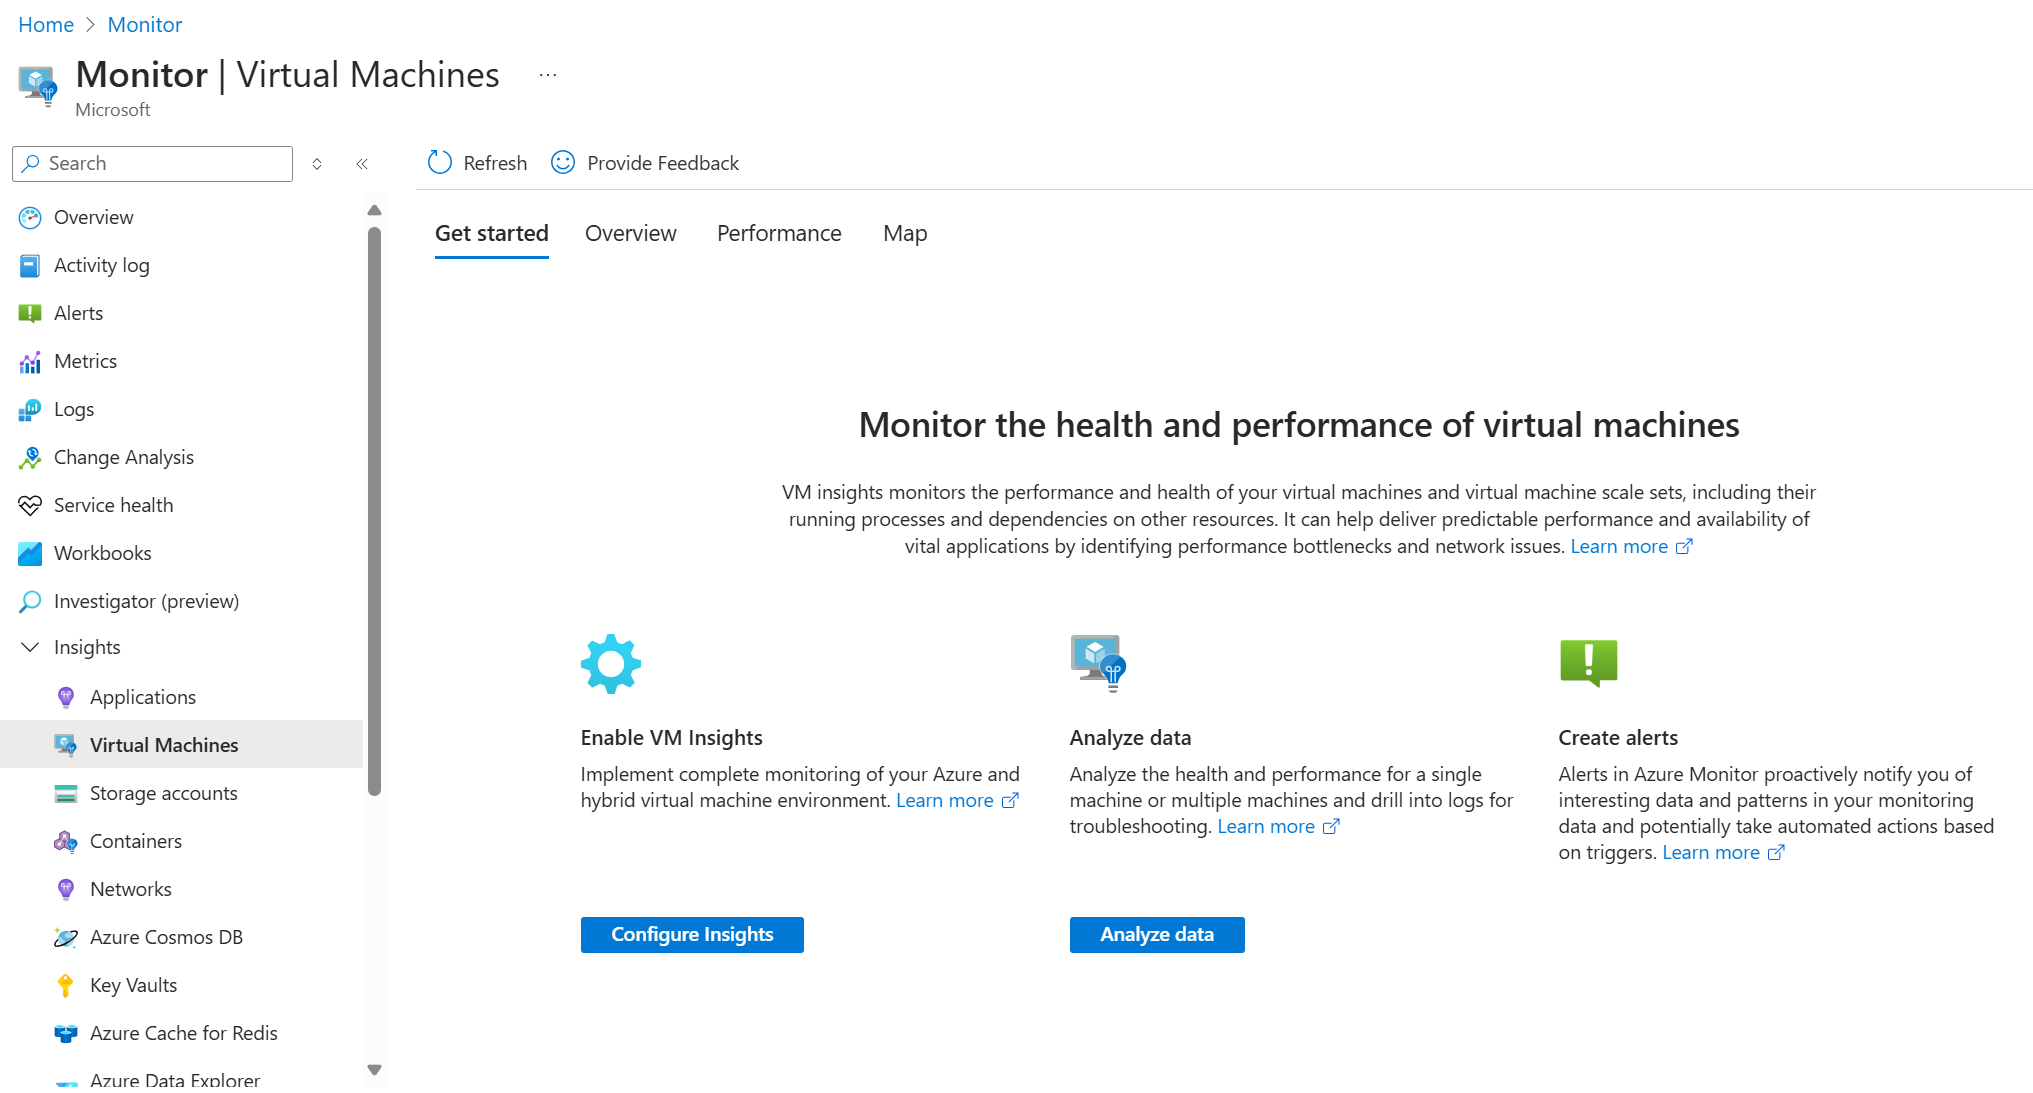 Home > Monitor
Monitor | Virtual Machines ...
Microsoft
Search
Refresh
Provide Feedback
Overview
Activity log
Alerts
Metrics
Logs
Change Analysis
Service health
Workbooks
Investigator (preview)
Insights
Applications
Virtual Machines
Storage accounts
Containers
Networks
Azure Cosmos DB
Key Vaults
Azure Cache for Redis
Azure Data Explorer
Get started
Overview
Performance
Map
Monitor the health and performance of virtual machines
VM insights monitors the performance and health of your virtual machines and virtual machine scale sets, including their
running processes and dependencies on other resources. It can help deliver predictable performance and availability of
vital applications by identifying performance bottlenecks and network issues. Learn more
Enable VM Insights
Implement complete monitoring of your Azure and
hybrid virtual machine environment. Learn more
Configure Insights
Analyze data
Analyze the health and performance for a single
machine or multiple machines and drill into logs for
troubleshooting. Learn more
Analyze data
Create alerts
Alerts in Azure Monitor proactively notify you of
interesting data and patterns in your monitoring
data and potentially take automated actions based
on triggers. Learn more